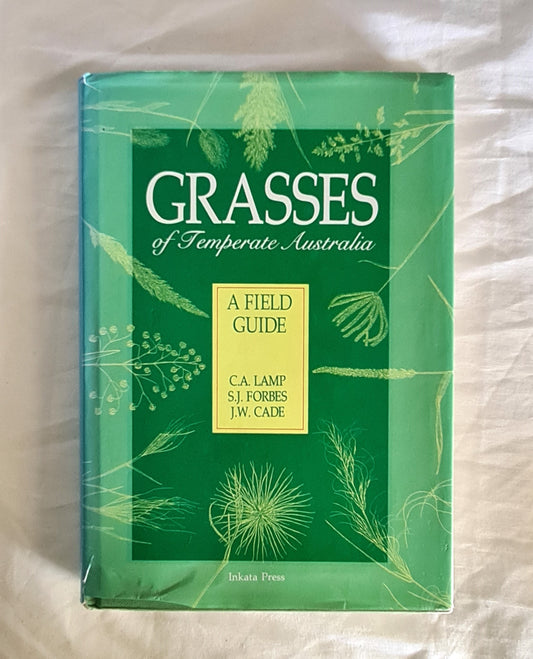 GRASSES
of Temperate Australia
A FIELD
GUIDE
C.A. LAMP
S.J. FORBES
J.W. CADE
Inkata Press